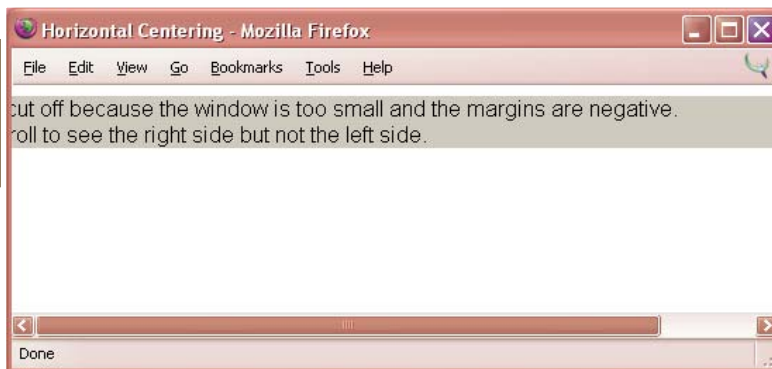 Horizontal Centering - Mozilla Firefox
File Edit View Go Bookmarks Tools Help
cut off because the window is too small and the margins are negative.
roll to see the right side but not the left side.
Done